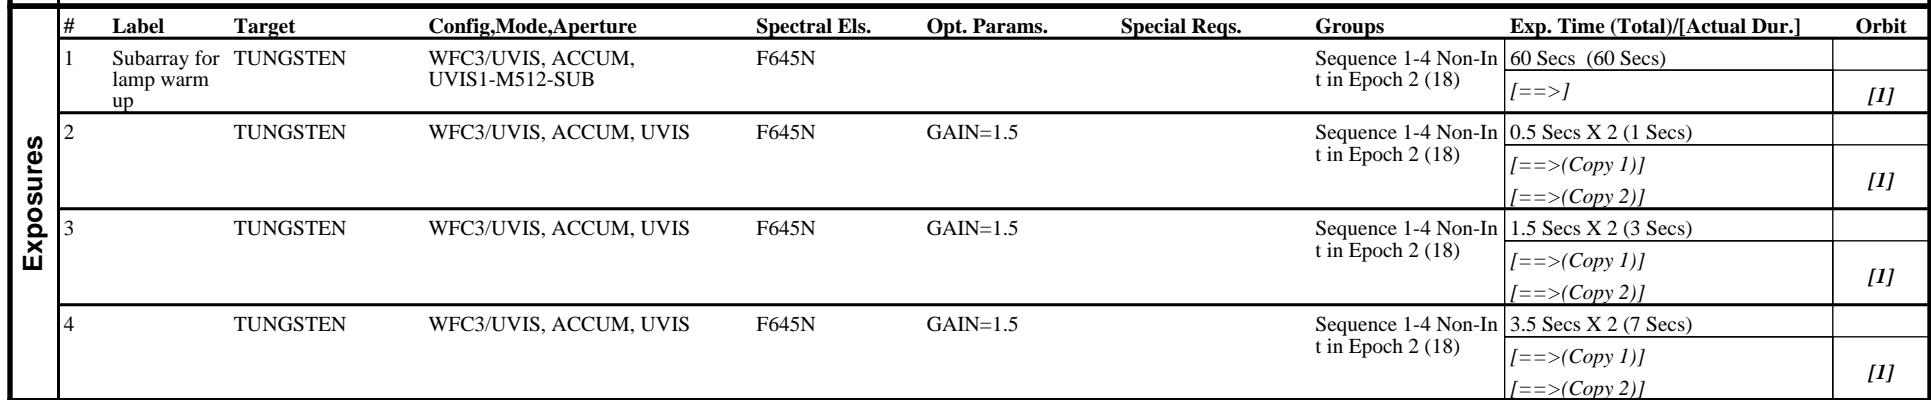 Exposures
# Label Target Config,Mode,Aperture Spectral Els. Opt. Params. Special Reqs. Groups Exp. Time (Total)/[Actual Dur.] Orbit
1 Subarray for TUNGSTEN WFC3/UVIS, ACCUM, F645N Sequence 1-4 Non-In 60 Secs (60 Secs)
lamp warm UVIS1-M512-SUB t in Epoch 2 (18)
up [==>] [1]
2 TUNGSTEN WFC3/UVIS, ACCUM, UVIS F645N GAIN=1.5 Sequence 1-4 Non-In 0.5 Secs X 2 (1 Secs)
t in Epoch 2 (18) [==>(Copy 1)]
[==>(Copy 2)] [1]
3 TUNGSTEN WFC3/UVIS, ACCUM, UVIS F645N GAIN=1.5 Sequence 1-4 Non-In 1.5 Secs X 2 (3 Secs)
t in Epoch 2 (18) [==>(Copy 1)]
[==>(Copy 2)] [1]
4 TUNGSTEN WFC3/UVIS, ACCUM, UVIS F645N GAIN=1.5 Sequence 1-4 Non-In 3.5 Secs X 2 (7 Secs)
t in Epoch 2 (18) [==>(Copy 1)]
[==>(Copy 2)] [1]